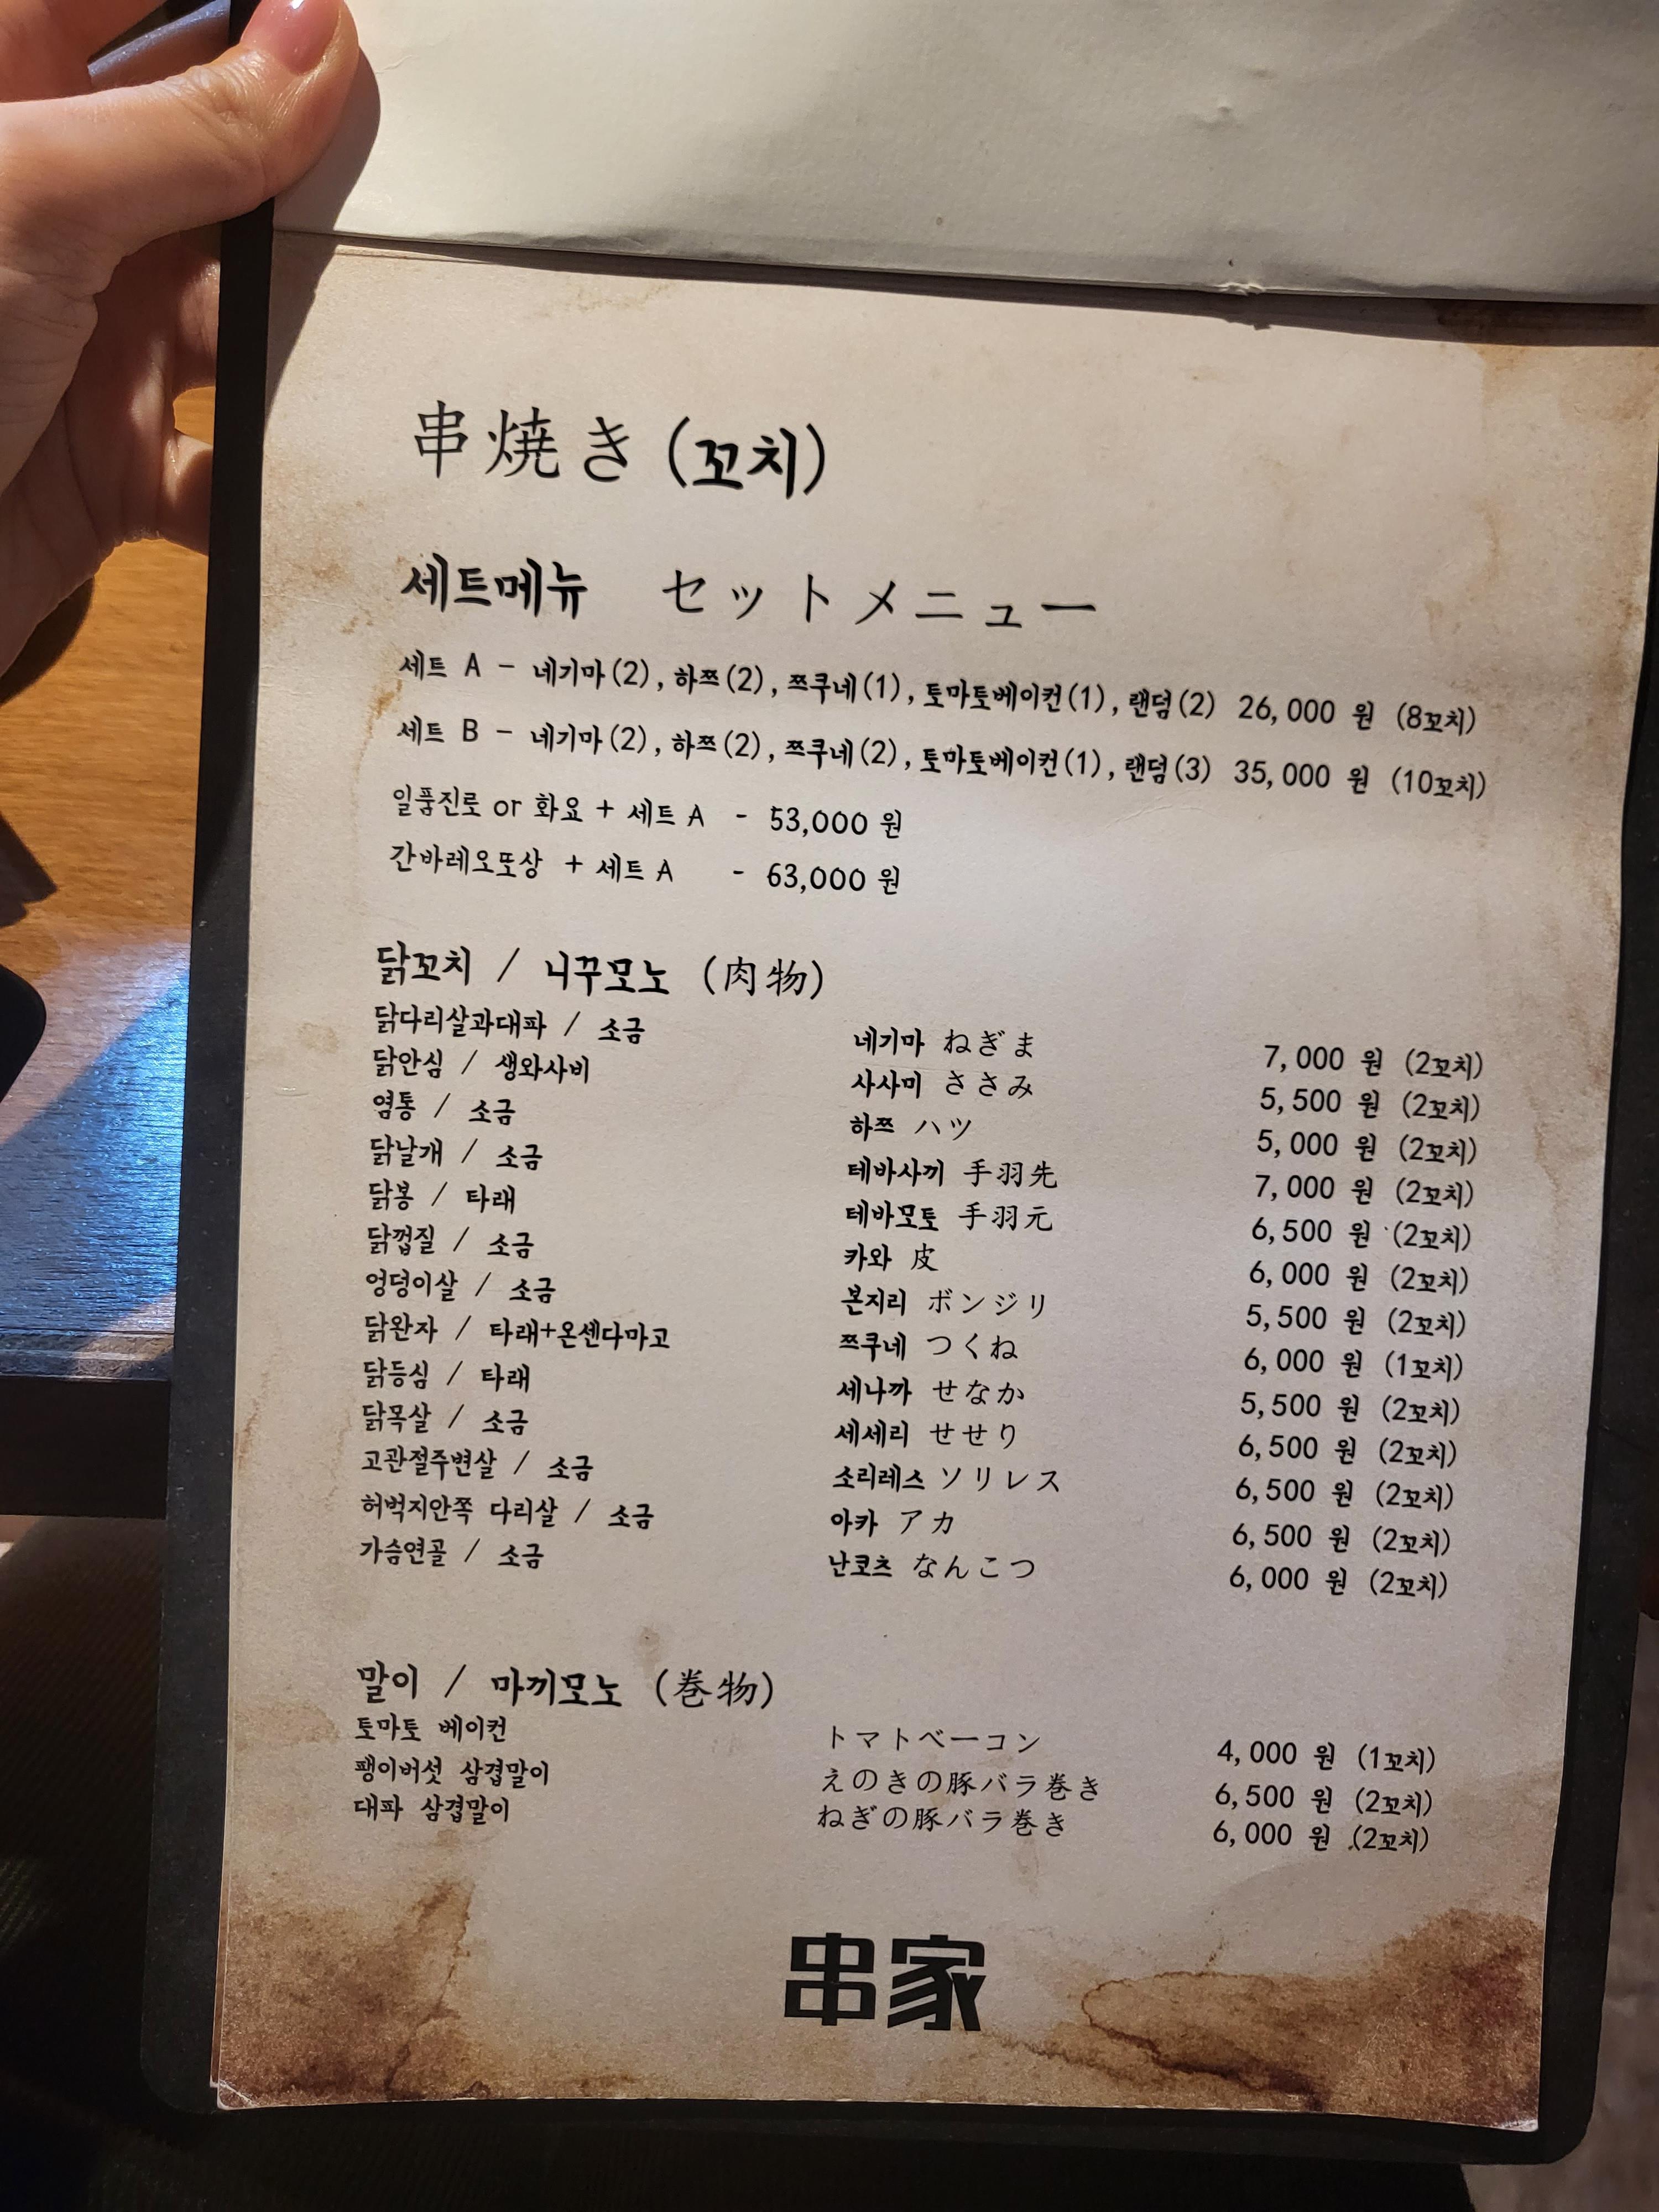 串焼き (꼬치)
세트메뉴 セットメニュー
세트 A - 네기마(2), 하쯔(2), 쯔쿠네(1), 토마토베이컨(1), 랜덤(2) 26,000 원 (8꼬치)
세트 B - 네기마(2), 하쯔(2), 쯔쿠네(2), 토마토베이컨(1), 랜덤(3) 35,000 원 (10꼬치)
일품진로 or 화요 + 세트 A - 53,000 원
간바레오또상 + 세트 A - 63,000 원
닭꼬치 / 니꾸모노 (肉物)
닭다리살과대파 / 소금 네기마 ねぎま 7,000 원 (2꼬치)
닭안심 / 생와사비 사사미 ささみ 5,500 원 (2꼬치)
염통 / 소금 하쯔 ハツ 5,000 원 (2꼬치)
닭날개 / 소금 테바사끼 手羽先 7,000 원 (2꼬치)
닭봉 / 타래 테바모토 手羽元 6,500 원 (2꼬치)
닭껍질 / 소금 카와 皮 6,000 원 (2꼬치)
엉덩이살 / 소금 본지리 ボンジリ 5,500 원 (2꼬치)
닭완자 / 타래+온센다마고 쯔쿠네 つくね 6,000 원 (1꼬치)
닭등심 / 타래 세나까 せなか 5,500 원 (2꼬치)
닭목살 / 소금 세세리 せせり 6,500 원 (2꼬치)
고관절주변살 / 소금 소리레스 ソリレス 6,500 원 (2꼬치)
허벅지안쪽 다리살 / 소금 아카 アカ 6,500 원 (2꼬치)
가슴연골 / 소금 난코츠 なんこつ 6,000 원 (2꼬치)
말이 / 마끼모노 (巻物)
토마토 베이컨 トマトベーコン 4,000 원 (1꼬치)
팽이버섯 삼겹말이 えのきの豚バラ巻き 6,500 원 (2꼬치)
대파 삼겹말이 ねぎの豚バラ巻き 6,000 원 (2꼬치)
串家